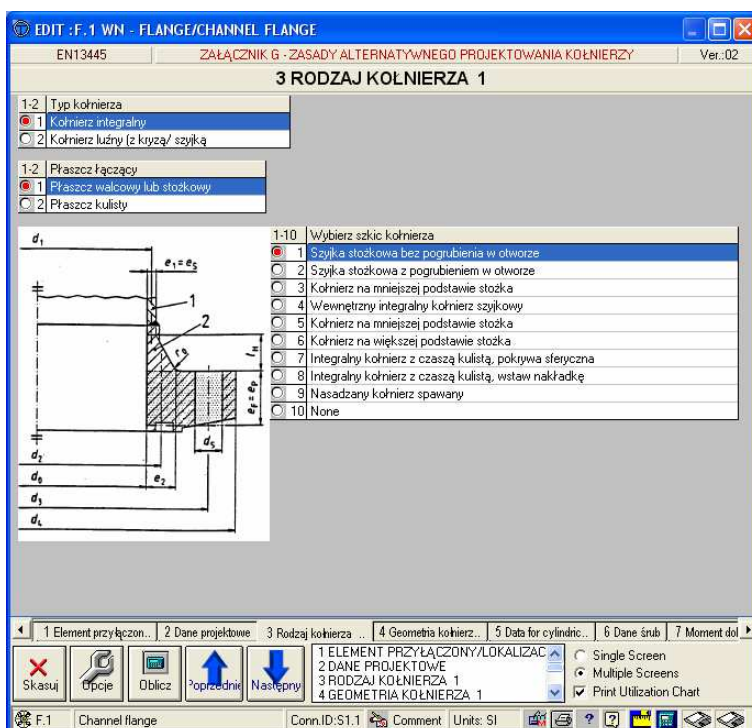 EDIT :F.1 WN - FLANGE/CHANNEL FLANGE
EN13445 ZAŁĄCZNIK G - ZASADY ALTERNATYWNEGO PROJEKTOWANIA KOŁNIERZY Ver.:02
3 RODZAJ KOŁNIERZA 1
1-2 Typ kołnierza
1 Kołnierz integralny
2 Kołnierz luźny (z kryzą/ szyjką
1-2 Płaszcz łączący
1 Płaszcz walcowy lub stożkowy
2 Płaszcz kulisty
1-10 Wybierz szkic kołnierza
1 Szyjka stożkowa bez pogrubienia w otworze
2 Szyjka stożkowa z pogrubieniem w otworze
3 Kołnierz na mniejszej podstawie stożka
4 Wewnętrzny integralny kołnierz szyjkowy
5 Kołnierz na mniejszej podstawie stożka
6 Kołnierz na większej podstawie stożka
7 Integralny kołnierz z czaszą kulistą, pokrywa sferyczna
8 Integralny kołnierz z czaszą kulistą, wstaw nakładkę
9 Nasadzany kołnierz spawany
10 None
d₁
e₁=eₛ
1
2
r₀
l_H
e_F=e_P
d₅
d₂
d₀ e₂
d₃
d₄
1 Element przyłączon.. 2 Dane projektowe 3 Rodzaj kołnierza .. 4 Geometria kołnierz.. 5 Data for cylindric.. 6 Dane śrub 7 Moment dol
Skasuj Opcje Oblicz Poprzedni Następny
1 ELEMENT PRZYŁĄCZONY/LOKALIZAC
2 DANE PROJEKTOWE
3 RODZAJ KOŁNIERZA 1
4 GEOMETRIA KOŁNIERZA 1
Single Screen
Multiple Screens
Print Utilization Chart
F.1 Channel flange Conn.ID:S1.1 Comment Units: SI